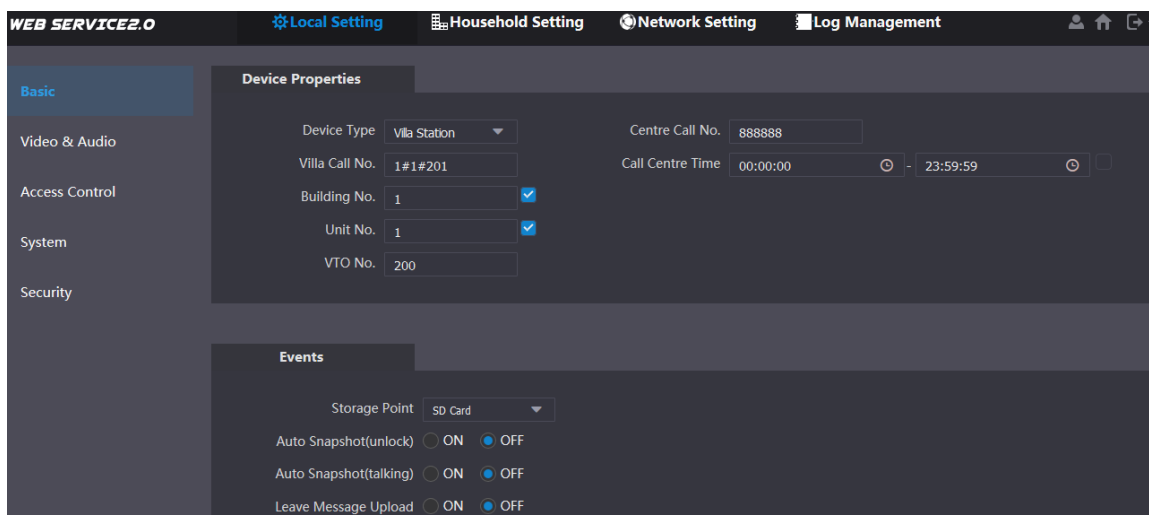 WEB SERVICE2.0 Local Setting Household Setting Network Setting Log Management
Basic
Video & Audio
Access Control
System
Security
Device Properties
Device Type Villa Station Centre Call No. 888888
Villa Call No. 1#1#201 Call Centre Time 00:00:00 - 23:59:59
Building No. 1
Unit No. 1
VTO No. 200
Events
Storage Point SD Card
Auto Snapshot(unlock) ON OFF
Auto Snapshot(talking) ON OFF
Leave Message Upload ON OFF